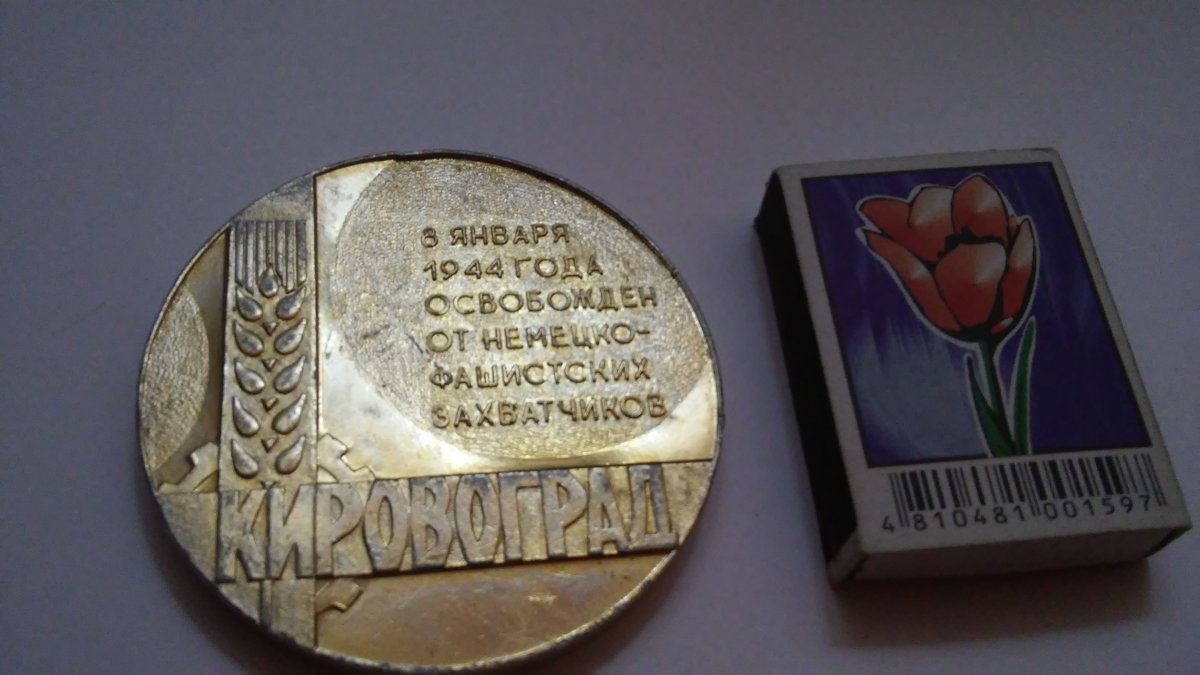 8 ЯНВАРЯ
1944 ГОДА
ОСВОБОЖДЕН
ОТ НЕМЕЦКО-
ФАШИСТСКИХ
ЗАХВАТЧИКОВ
КИРОВОГРАД
4 810481 001597